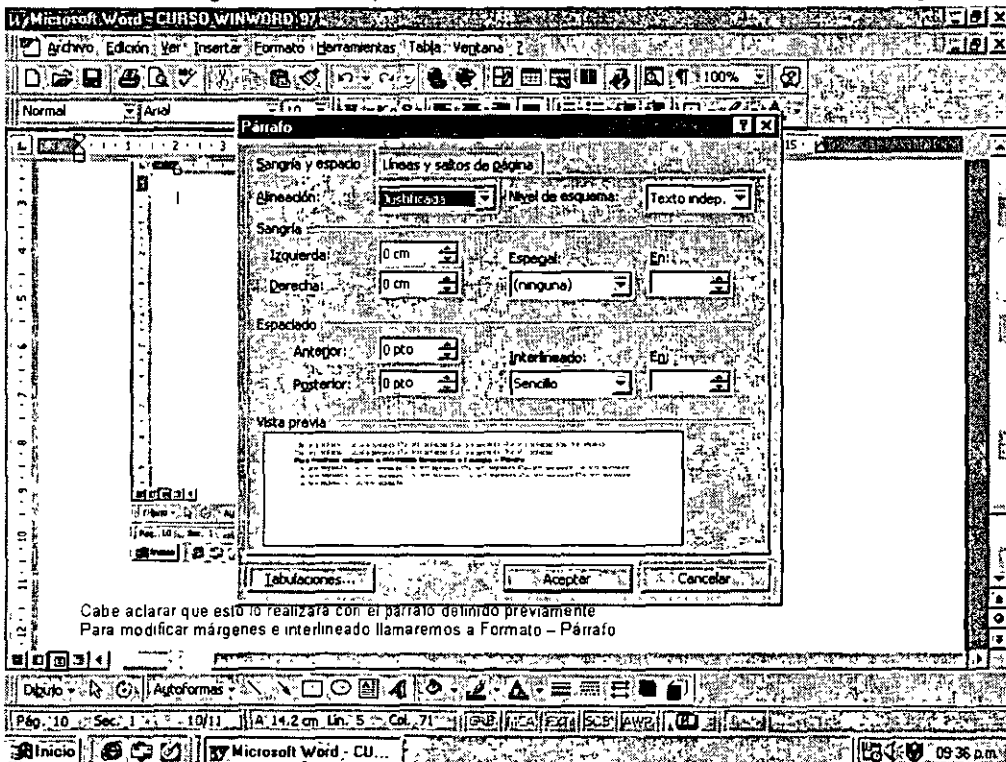 Microsoft Word - CURSO WINWORD 97
Archivo Edición Ver Insertar Formato Herramientas Tabla Ventana ?
100%
Normal Arial 10
Párrafo
Sangría y espacio Líneas y saltos de página
Alineación: Justificada Nivel de esquema: Texto indep.
Sangría
Izquierda: 0 cm Especial: En:
Derecha: 0 cm (ninguna)
Espaciado
Anterior: 0 pto Interlineado: En:
Posterior: 0 pto Sencillo
Vista previa
Tabulaciones... Aceptar Cancelar
Cabe aclarar que esto lo realizara con el párrafo definido previamente
Para modificar márgenes e interlineado llamaremos a Formato – Párrafo
Dibujo Autoformas
Pág. 10 Sec. 1 10/11 A 14.2 cm Lín. 5 Col. 71 GRB MCA EXT SOB AWP
Inicio Microsoft Word - CU... 09:36 p.m.